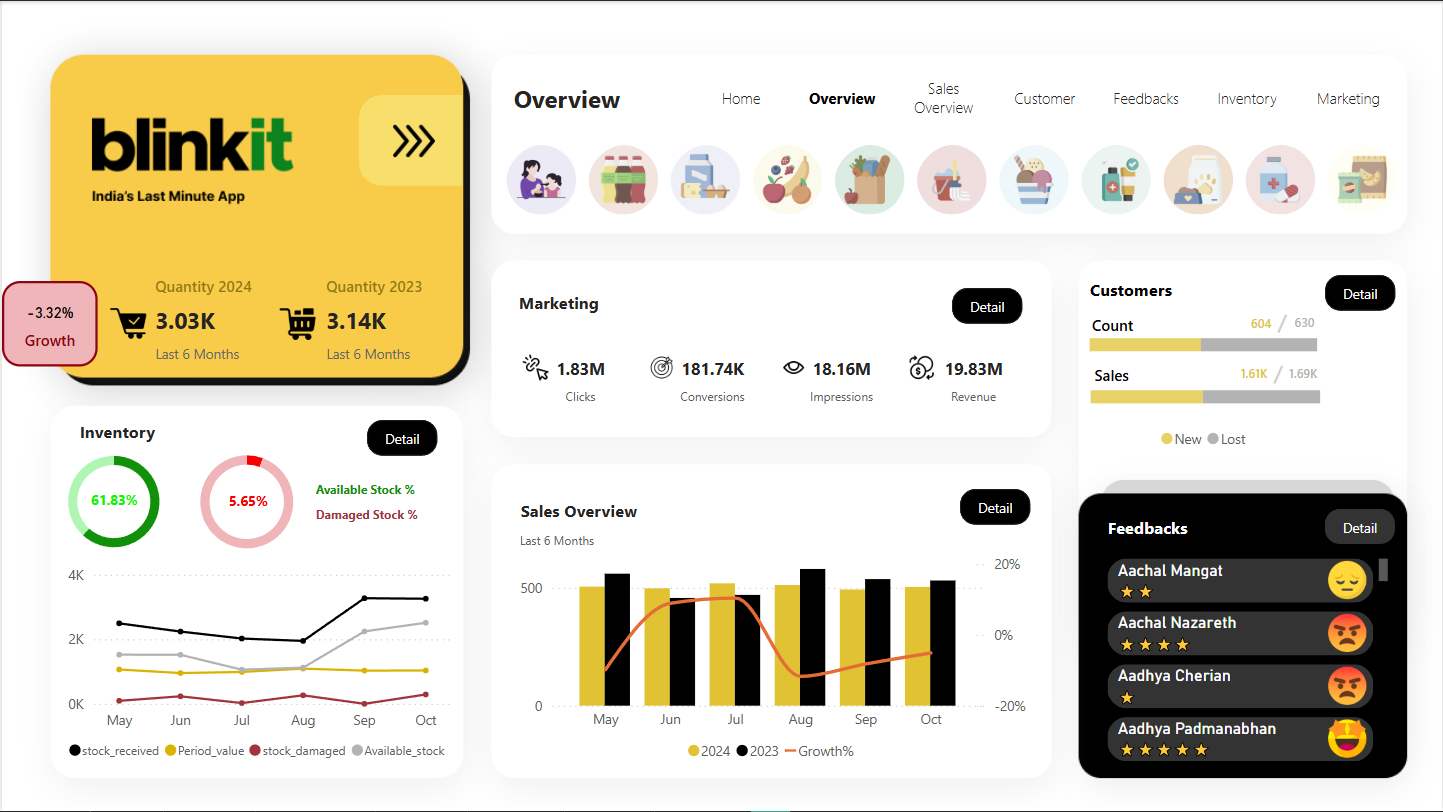 blinkit
India's Last Minute App
Quantity 2024
3.03K
Last 6 Months
Quantity 2023
3.14K
Last 6 Months
-3.32%
Growth
Overview
Home
Overview
Sales
Overview
Customer
Feedbacks
Inventory
Marketing
Marketing
Detail
1.83M
Clicks
181.74K
Conversions
18.16M
Impressions
19.83M
Revenue
Customers
Detail
Count
604 / 630
Sales
1.61K / 1.69K
New Lost
Inventory
Detail
61.83%
5.65%
Available Stock %
Damaged Stock %
4K
2K
0K
May Jun Jul Aug Sep Oct
stock_received Period_value stock_damaged Available_stock
Sales Overview
Detail
Last 6 Months
500
0
20%
0%
-20%
May Jun Jul Aug Sep Oct
2024 2023 Growth%
Feedbacks
Detail
Aachal Mangat
Aachal Nazareth
Aadhya Cherian
Aadhya Padmanabhan